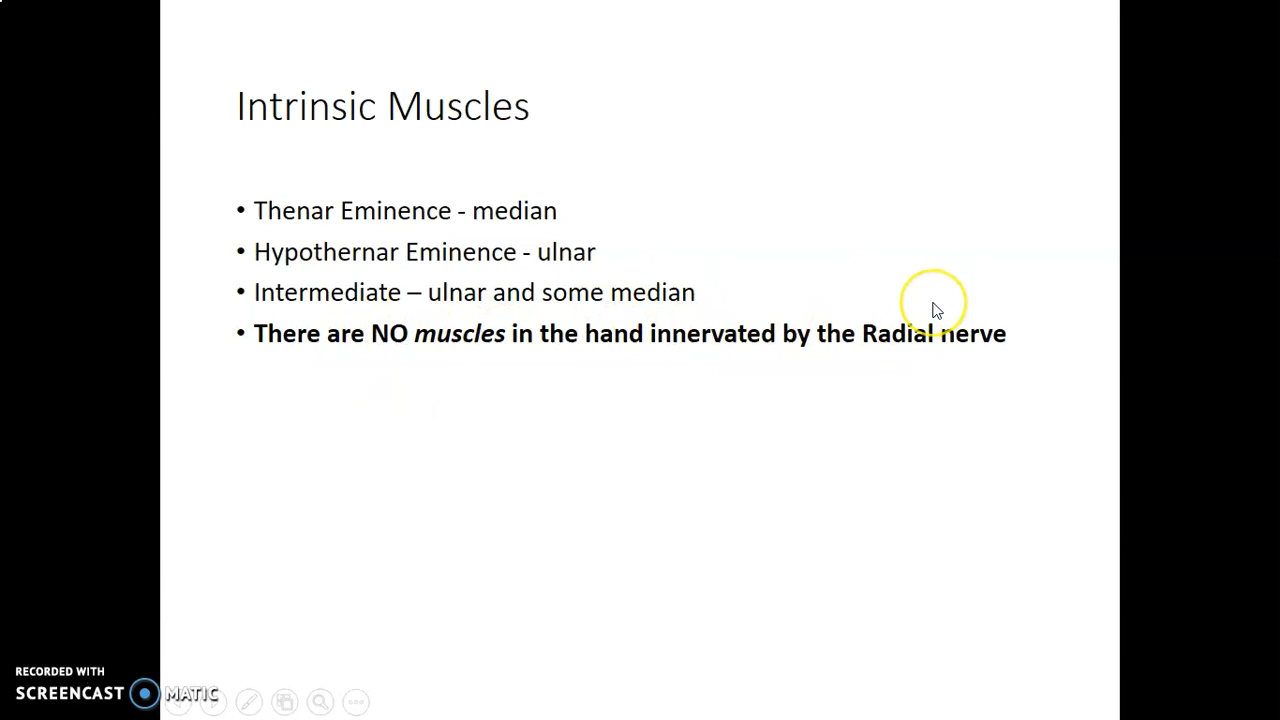 Intrinsic Muscles
• Thenar Eminence - median
• Hypothernar Eminence - ulnar
• Intermediate – ulnar and some median
• There are NO muscles in the hand innervated by the Radial nerve
RECORDED WITH
SCREENCAST MATIC